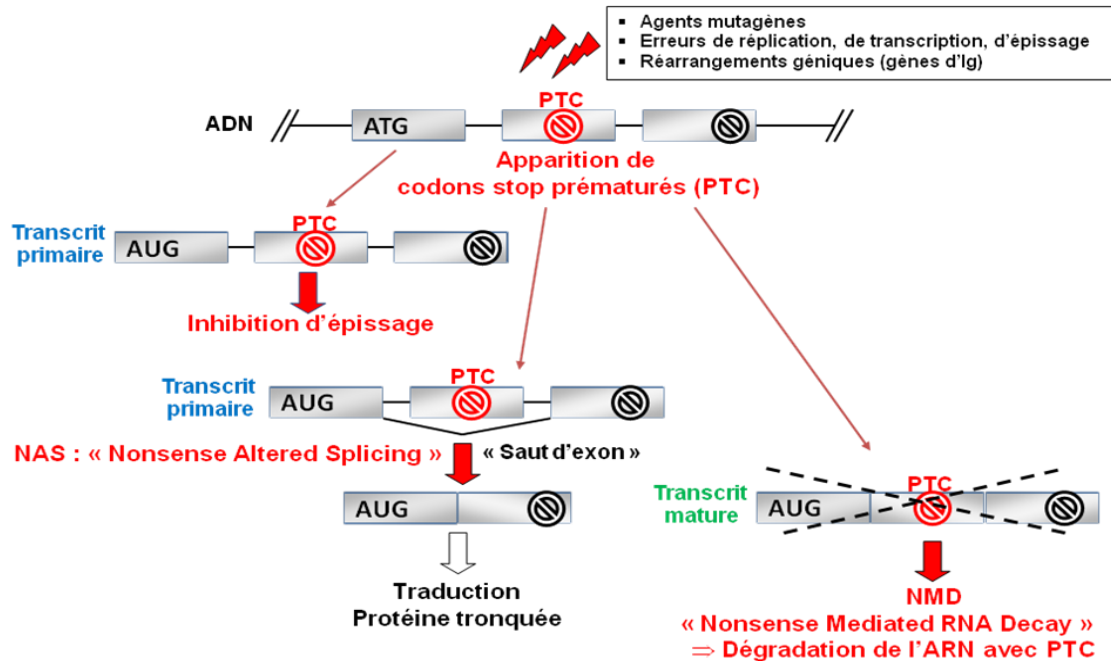 ▪ Agents mutagènes
▪ Erreurs de réplication, de transcription, d'épissage
▪ Réarrangements géniques (gènes d'Ig)
PTC
ADN
ATG
Apparition de
codons stop prématurés (PTC)
Transcrit
primaire
AUG
PTC
Inhibition d'épissage
Transcrit
primaire
AUG
PTC
NAS : « Nonsense Altered Splicing »
« Saut d'exon »
AUG
Traduction
Protéine tronquée
Transcrit
mature
AUG
PTC
NMD
« Nonsense Mediated RNA Decay »
⇒ Dégradation de l'ARN avec PTC